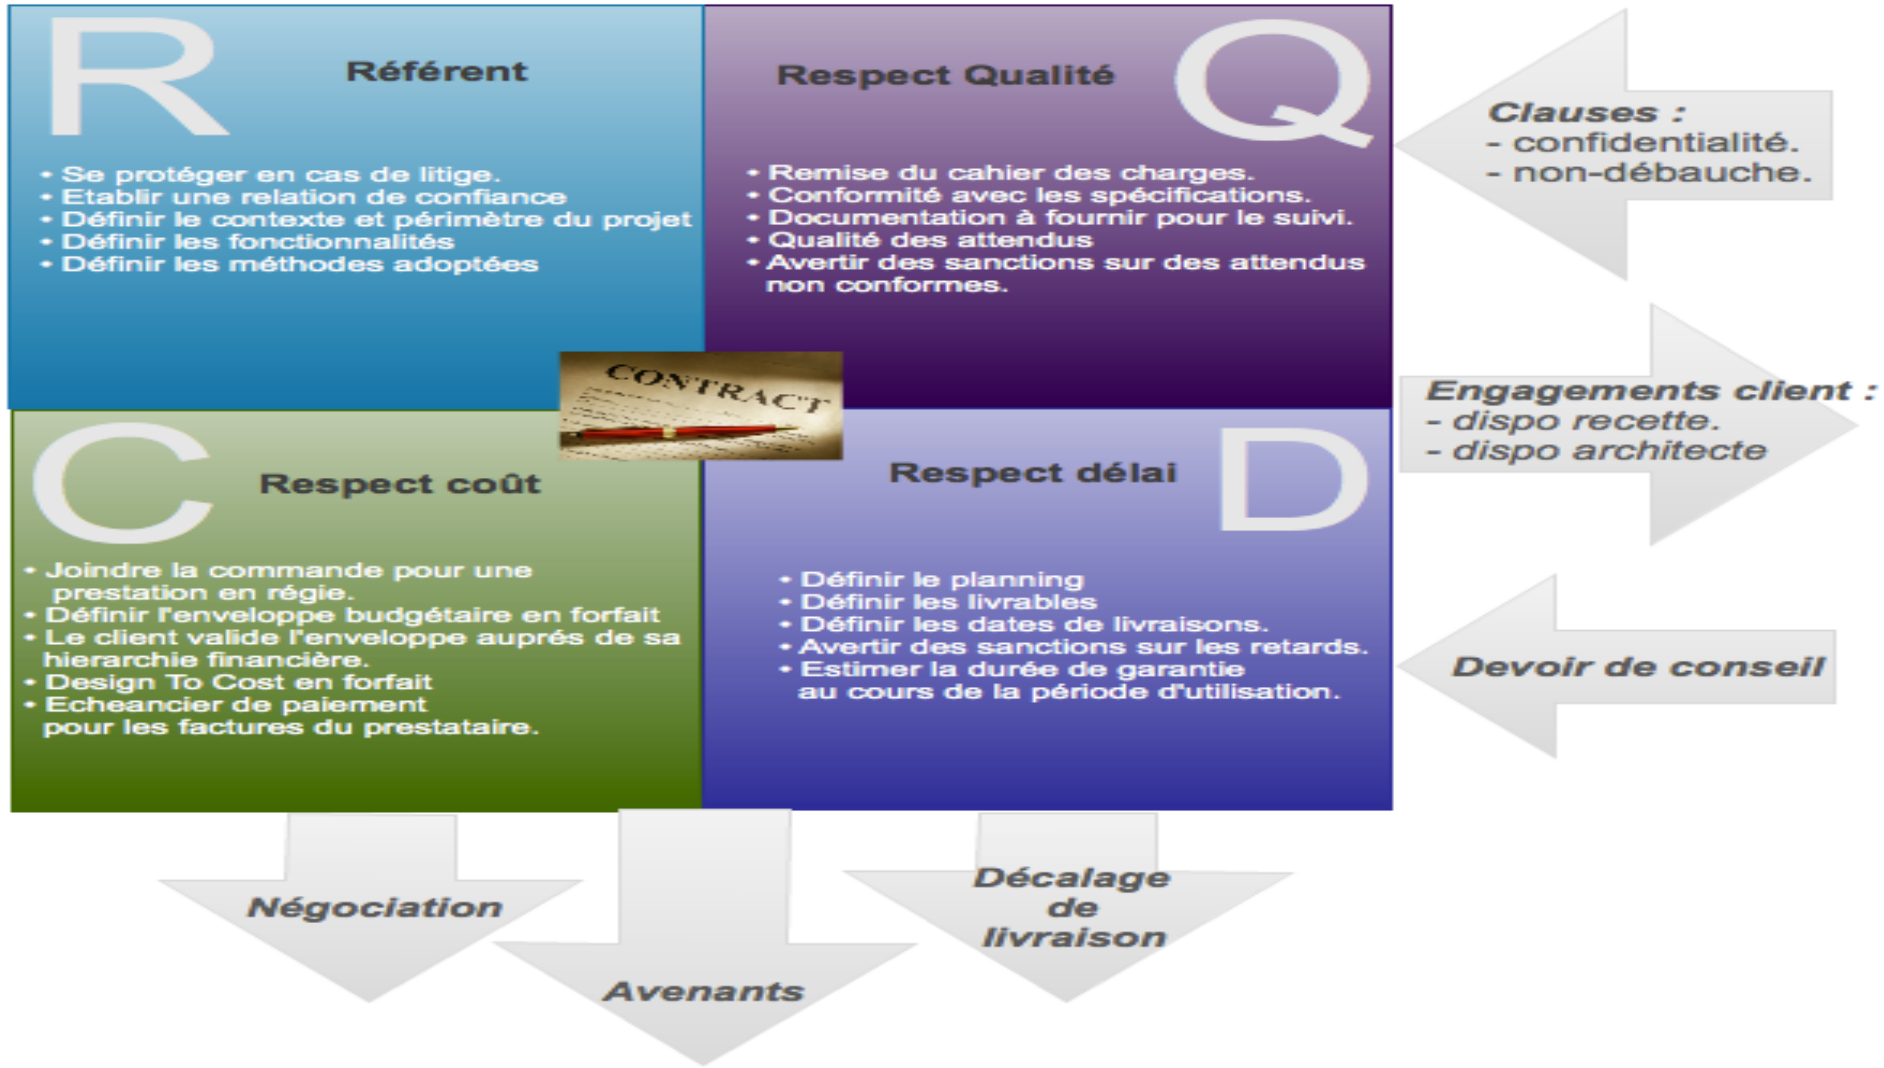 R
Référent
• Se protéger en cas de litige.
• Etablir une relation de confiance
• Définir le contexte et périmètre du projet
• Définir les fonctionnalités
• Définir les méthodes adoptées
Q
Respect Qualité
• Remise du cahier des charges.
• Conformité avec les spécifications.
• Documentation à fournir pour le suivi.
• Qualité des attendus
• Avertir des sanctions sur des attendus
non conformes.
CONTRACT
C
Respect coût
• Joindre la commande pour une
prestation en régie.
• Définir l'enveloppe budgétaire en forfait
• Le client valide l'enveloppe auprés de sa
hierarchie financière.
• Design To Cost en forfait
• Echeancier de paiement
pour les factures du prestataire.
D
Respect délai
• Définir le planning
• Définir les livrables
• Définir les dates de livraisons.
• Avertir des sanctions sur les retards.
• Estimer la durée de garantie
au cours de la période d'utilisation.
Clauses :
- confidentialité.
- non-débauche.
Engagements client :
- dispo recette.
- dispo architecte
Devoir de conseil
Négociation
Avenants
Décalage
de
livraison